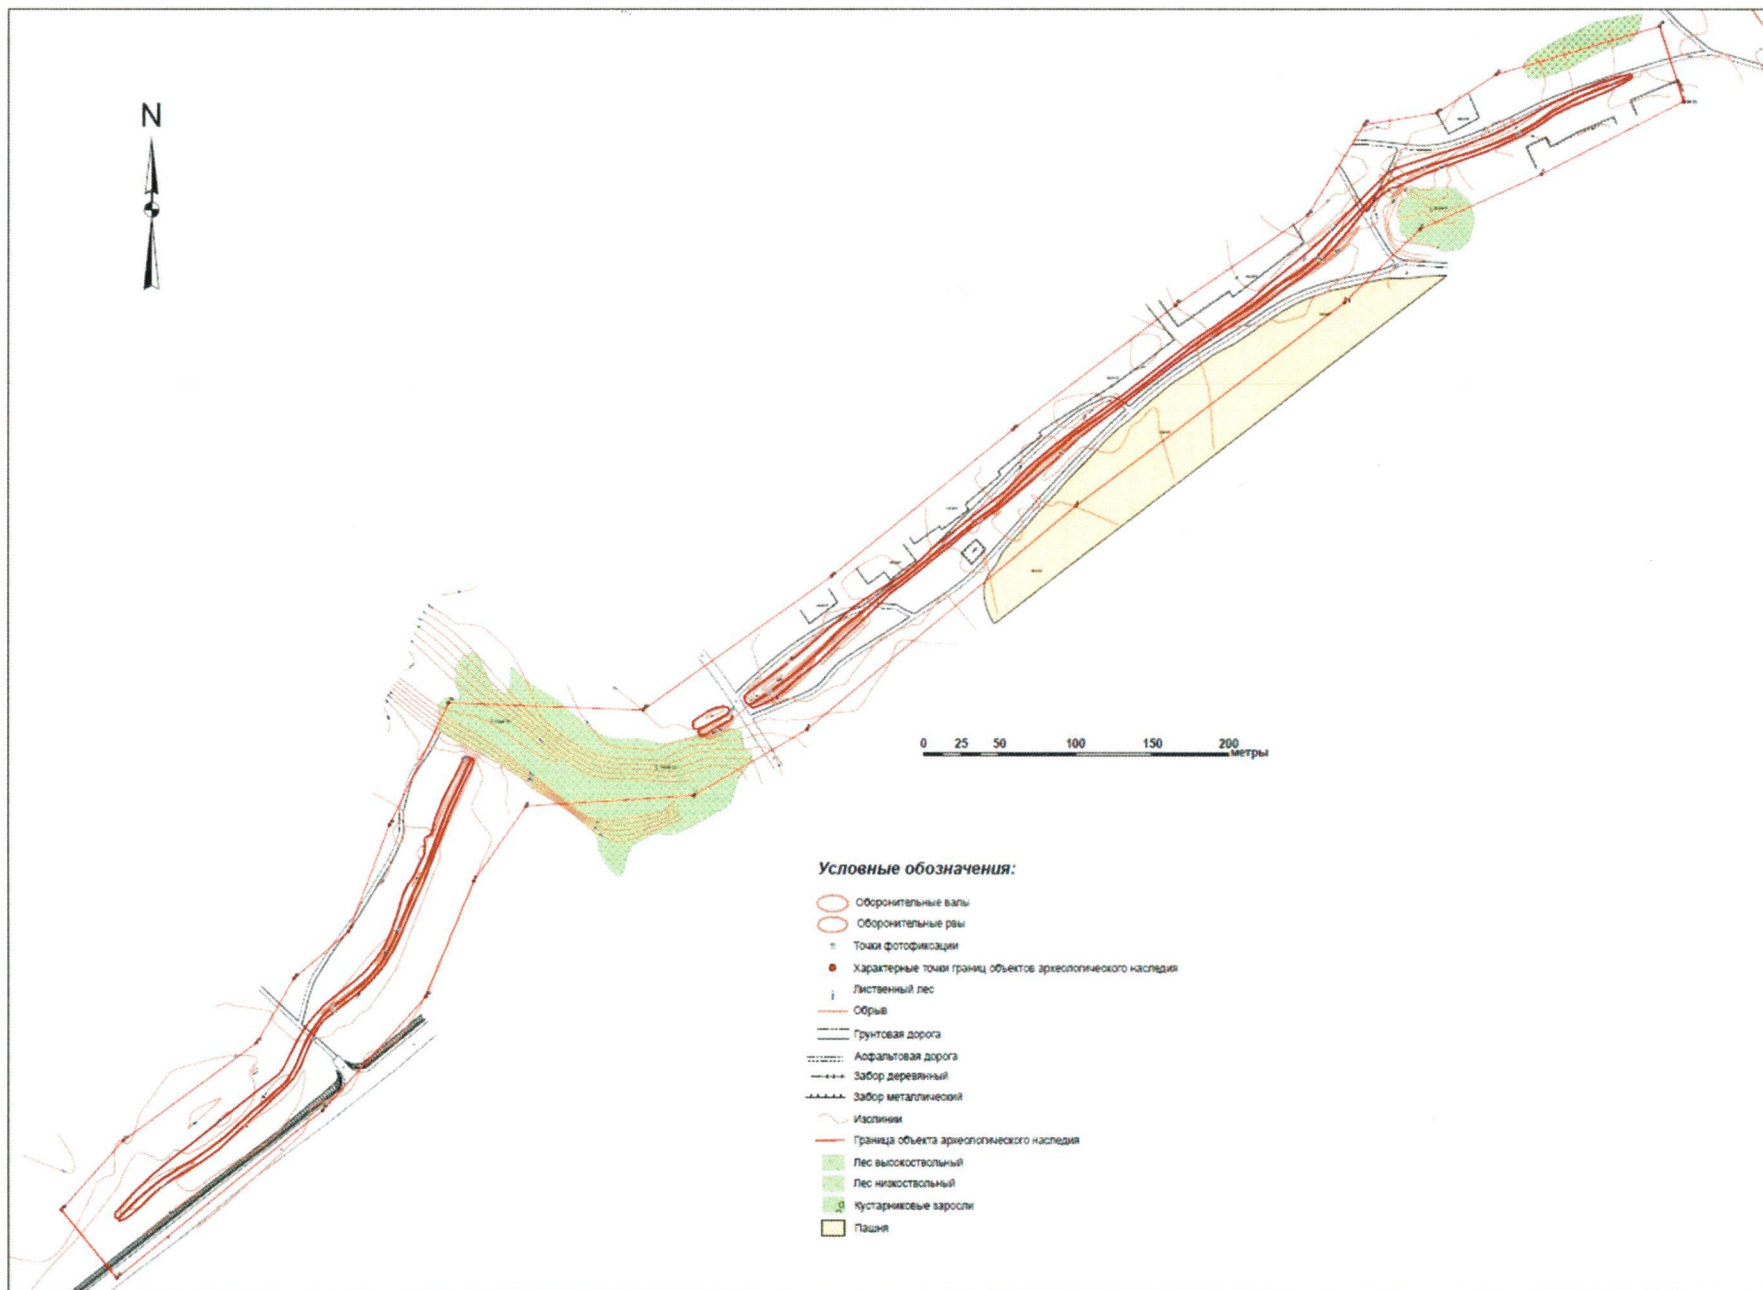 N
0 25 50 100 150 200
метры
Условные обозначения:
Оборонительные валы
Оборонительные рвы
Точки фотофиксации
Характерные точки границ объектов археологического наследия
Лиственный лес
Обрыв
Грунтовая дорога
Асфальтовая дорога
Забор деревянный
Забор металлический
Изолинии
Граница объекта археологического наследия
Лес высокоствольный
Лес низкоствольный
Кустарниковые заросли
Пашня